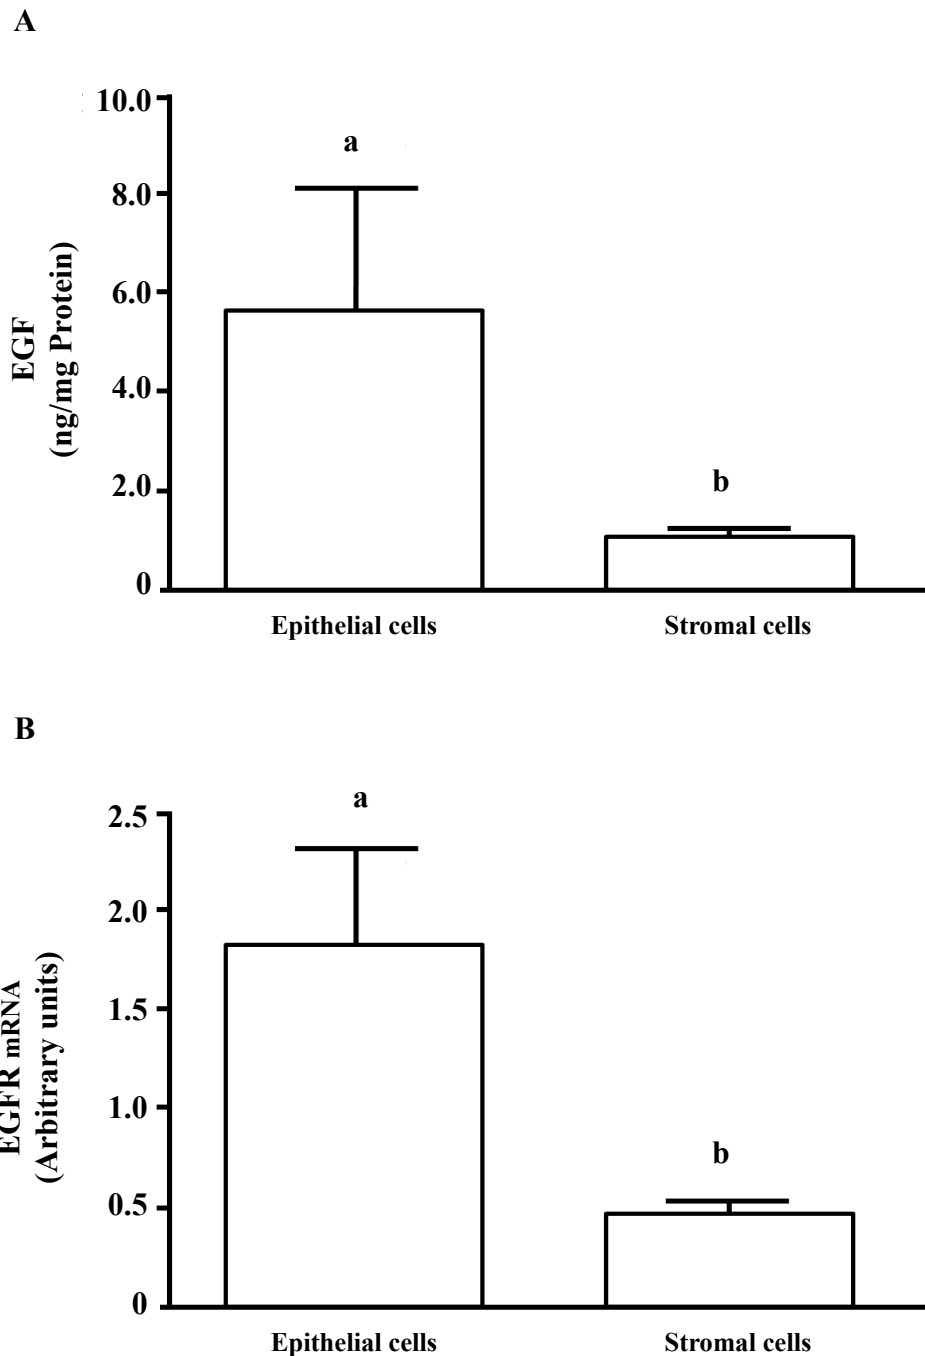 A
10.0
a
8.0
6.0
EGF
(ng/mg Protein)
4.0
2.0
b
0
Epithelial cells
Stromal cells
B
a
2.5
2.0
1.5
EGFR mRNA
(Arbitrary units)
1.0
b
0.5
0
Epithelial cells
Stromal cells